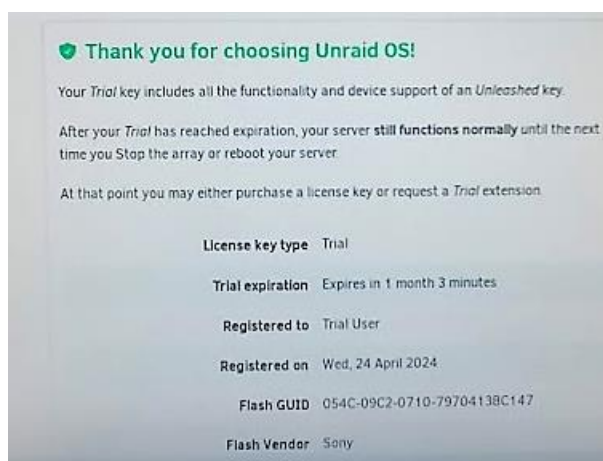 Thank you for choosing Unraid OS!
Your Trial key includes all the functionality and device support of an Unleashed key.
After your Trial has reached expiration, your server still functions normally until the next
time you Stop the array or reboot your server.
At that point you may either purchase a license key or request a Trial extension.
License key type Trial
Trial expiration Expires in 1 month 3 minutes
Registered to Trial User
Registered on Wed, 24 April 2024
Flash GUID 054C-09C2-0710-79704138C147
Flash Vendor Sony